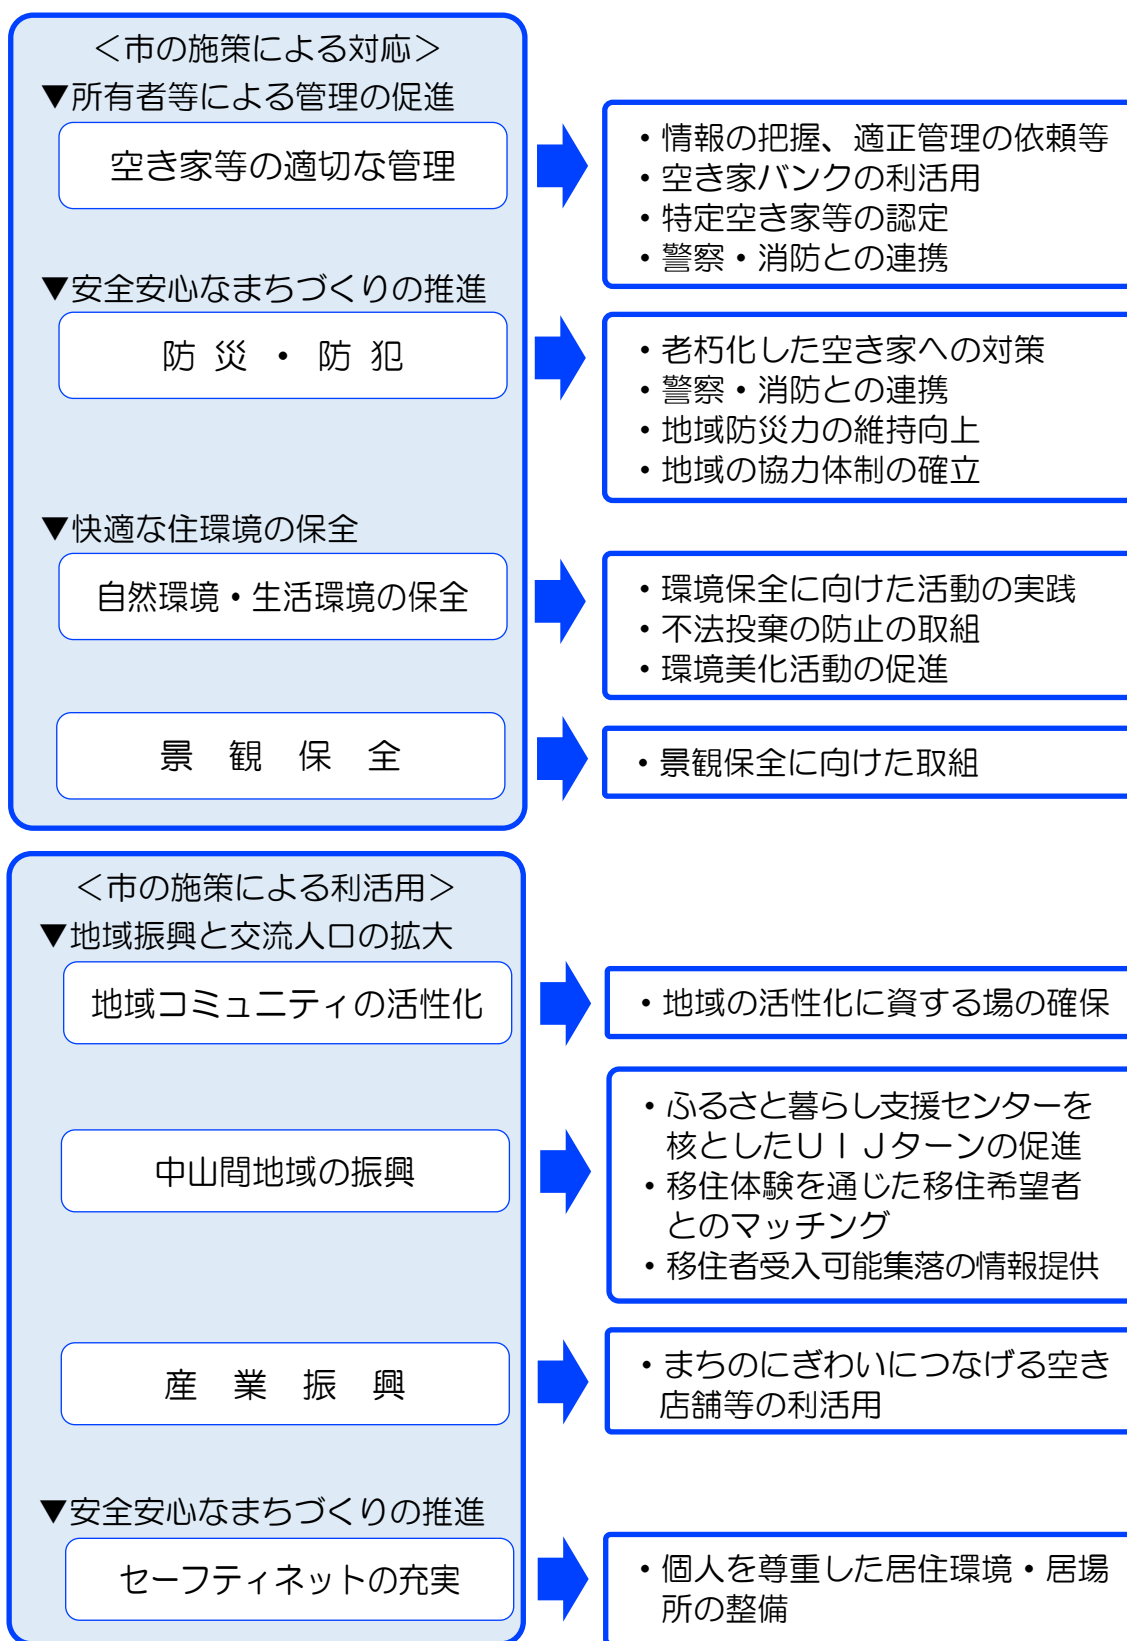 ＜市の施策による対応＞
▼所有者等による管理の促進
空き家等の適切な管理
・情報の把握、適正管理の依頼等
・空き家バンクの利活用
・特定空き家等の認定
・警察・消防との連携
▼安全安心なまちづくりの推進
防 災 ・ 防 犯
・老朽化した空き家への対策
・警察・消防との連携
・地域防災力の維持向上
・地域の協力体制の確立
▼快適な住環境の保全
自然環境・生活環境の保全
・環境保全に向けた活動の実践
・不法投棄の防止の取組
・環境美化活動の促進
景 観 保 全
・景観保全に向けた取組
＜市の施策による利活用＞
▼地域振興と交流人口の拡大
地域コミュニティの活性化
・地域の活性化に資する場の確保
中山間地域の振興
・ふるさと暮らし支援センターを
核としたＵＩＪターンの促進
・移住体験を通じた移住希望者
とのマッチング
・移住者受入可能集落の情報提供
産 業 振 興
・まちのにぎわいにつなげる空き
店舗等の利活用
▼安全安心なまちづくりの推進
セーフティネットの充実
・個人を尊重した居住環境・居場
所の整備